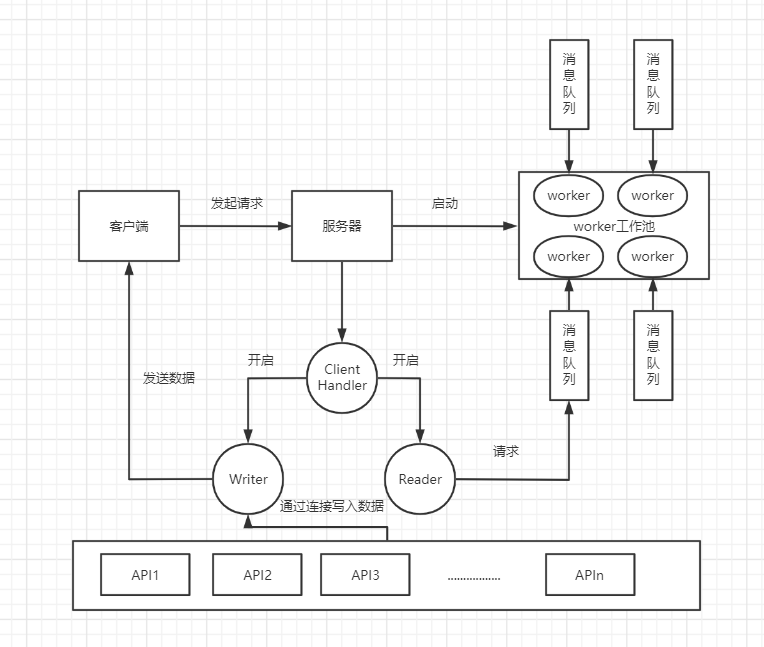 消
息
队
列
消
息
队
列
worker
worker
发起请求
启动
客户端
服务器
worker工作池
worker
worker
消
息
队
列
消
息
队
列
开启
开启
Client
Handler
发送数据
请求
Writer
Reader
通过连接写入数据
API1
API2
API3
.................
APIn